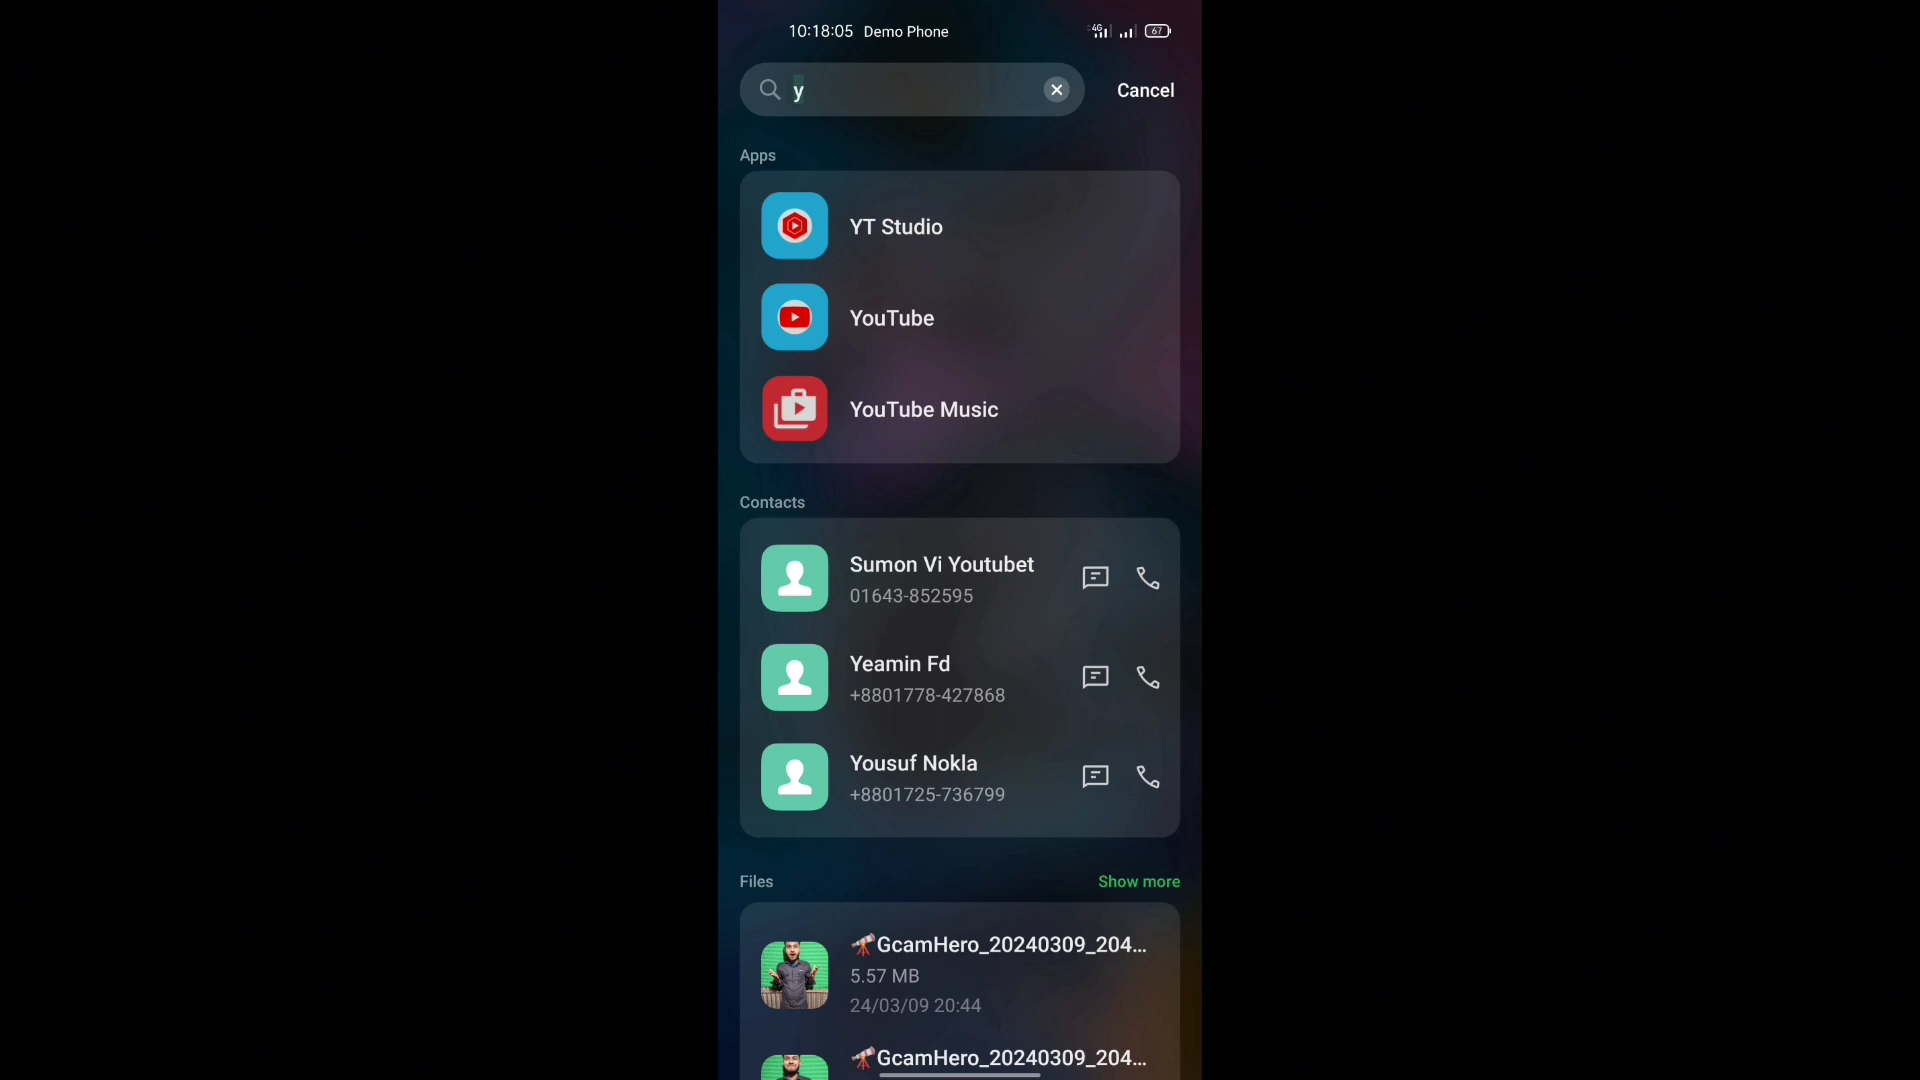 10:18:05 Demo Phone 4G 67
y Cancel
Apps
YT Studio
YouTube
YouTube Music
Contacts
Sumon Vi Youtubet
01643-852595
Yeamin Fd
+8801778-427868
Yousuf Nokla
+8801725-736799
Files Show more
🔭GcamHero_20240309_204...
5.57 MB
24/03/09 20:44
🔭GcamHero_20240309_204...